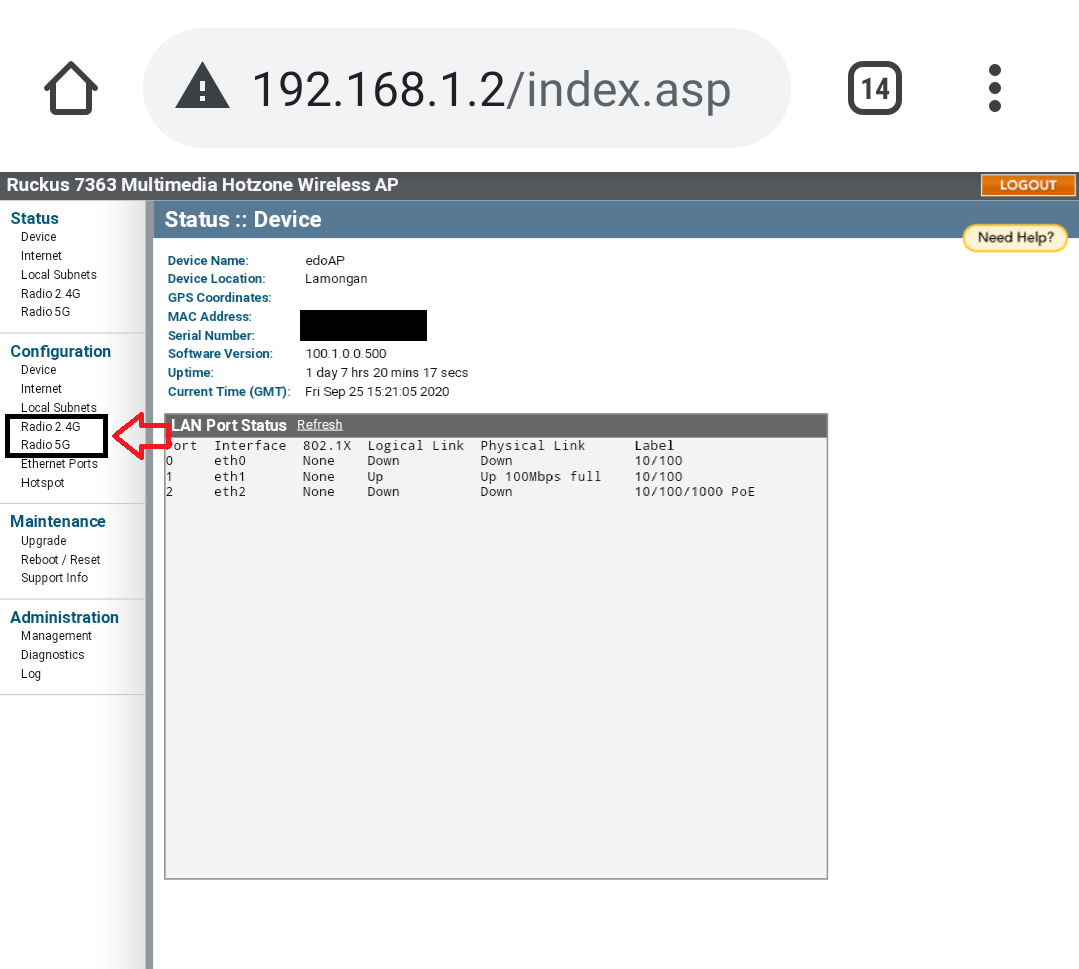 192.168.1.2/index.asp
14
Ruckus 7363 Multimedia Hotzone Wireless AP
LOGOUT
Status
Device
Internet
Local Subnets
Radio 2.4G
Radio 5G
Configuration
Device
Internet
Local Subnets
Radio 2.4G
Radio 5G
Ethernet Ports
Hotspot
Maintenance
Upgrade
Reboot / Reset
Support Info
Administration
Management
Diagnostics
Log
Status :: Device
Need Help?
Device Name: edoAP
Device Location: Lamongan
GPS Coordinates:
MAC Address:
Serial Number:
Software Version: 100.1.0.0.500
Uptime: 1 day 7 hrs 20 mins 17 secs
Current Time (GMT): Fri Sep 25 15:21:05 2020
LAN Port Status Refresh
Port Interface 802.1X Logical Link Physical Link Label
0 eth0 None Down Down 10/100
1 eth1 None Up Up 100Mbps full 10/100
2 eth2 None Down Down 10/100/1000 PoE